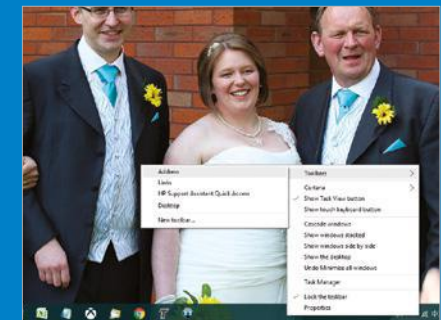 Address
Links
HP Support Assistant Quick Access
Desktop
New toolbar...
Toolbars
Cortana
Show Task View button
Show touch keyboard button
Cascade windows
Show windows stacked
Show windows side by side
Show the desktop
Undo Minimize all windows
Task Manager
Lock the taskbar
Properties